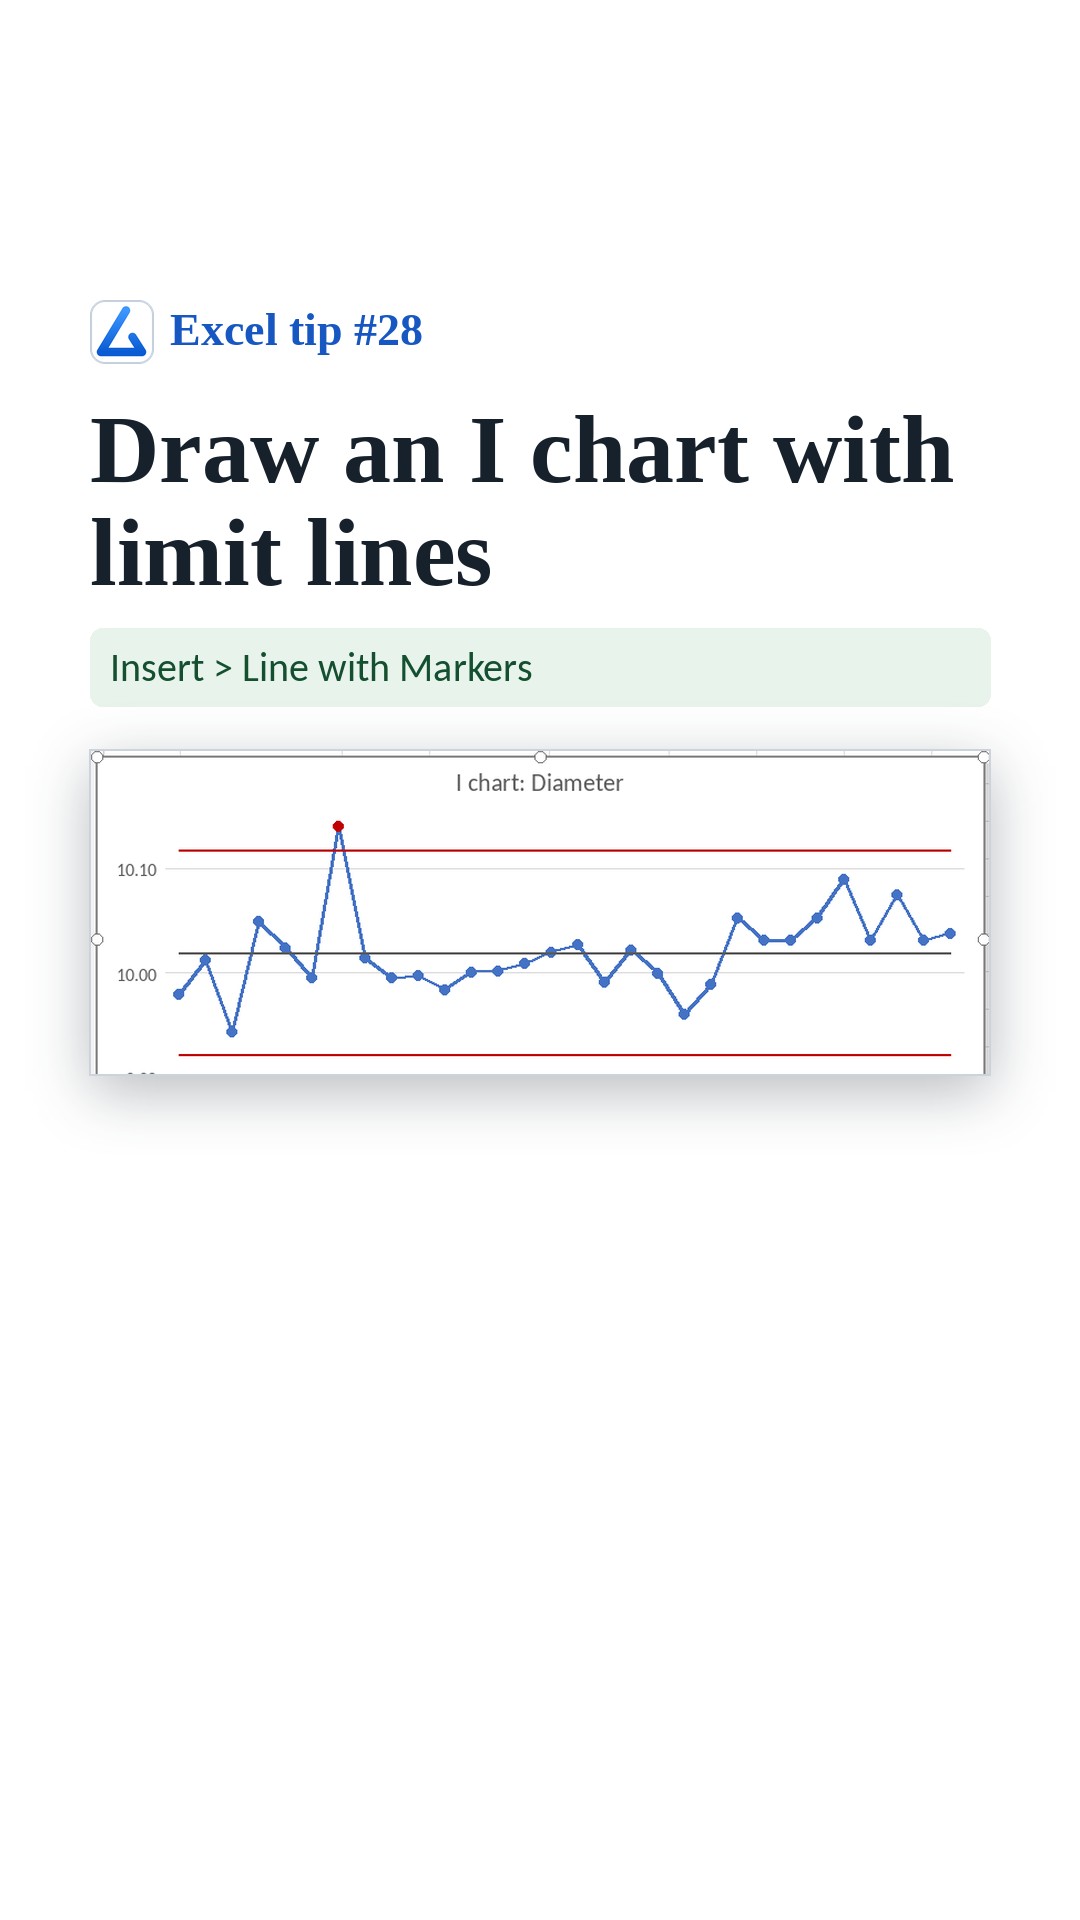 Excel tip #28
Draw an I chart with
limit lines
Insert > Line with Markers
I chart: Diameter
10.10
10.00